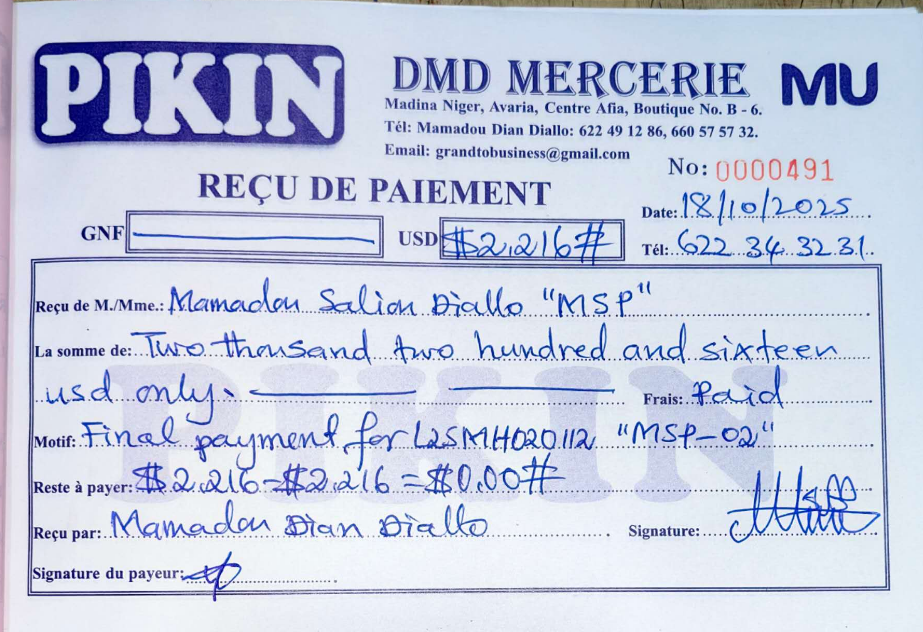 PIKIN
DMD MERCERIE MU
Madina Niger, Avaria, Centre Afia, Boutique No. B - 6.
Tél: Mamadou Dian Diallo: 622 49 12 86, 660 57 57 32.
Email: grandtobusiness@gmail.com
No: 0000491
REÇU DE PAIEMENT
Date: 18/10/2025
GNF USD $2.216#
Tél: 622 34 32 31
Reçu de M./Mme.: Mamadou Saliou Diallo "MSP"
La somme de: Two thousand two hundred and sixteen
usd only. Frais: Paid
Motif: Final payment for L25MH020112 "MSP-02"
Reste à payer: $2.216-$2.216=$0.00#
Reçu par: Mamadou Dian Diallo Signature:
Signature du payeur:
PIKIN